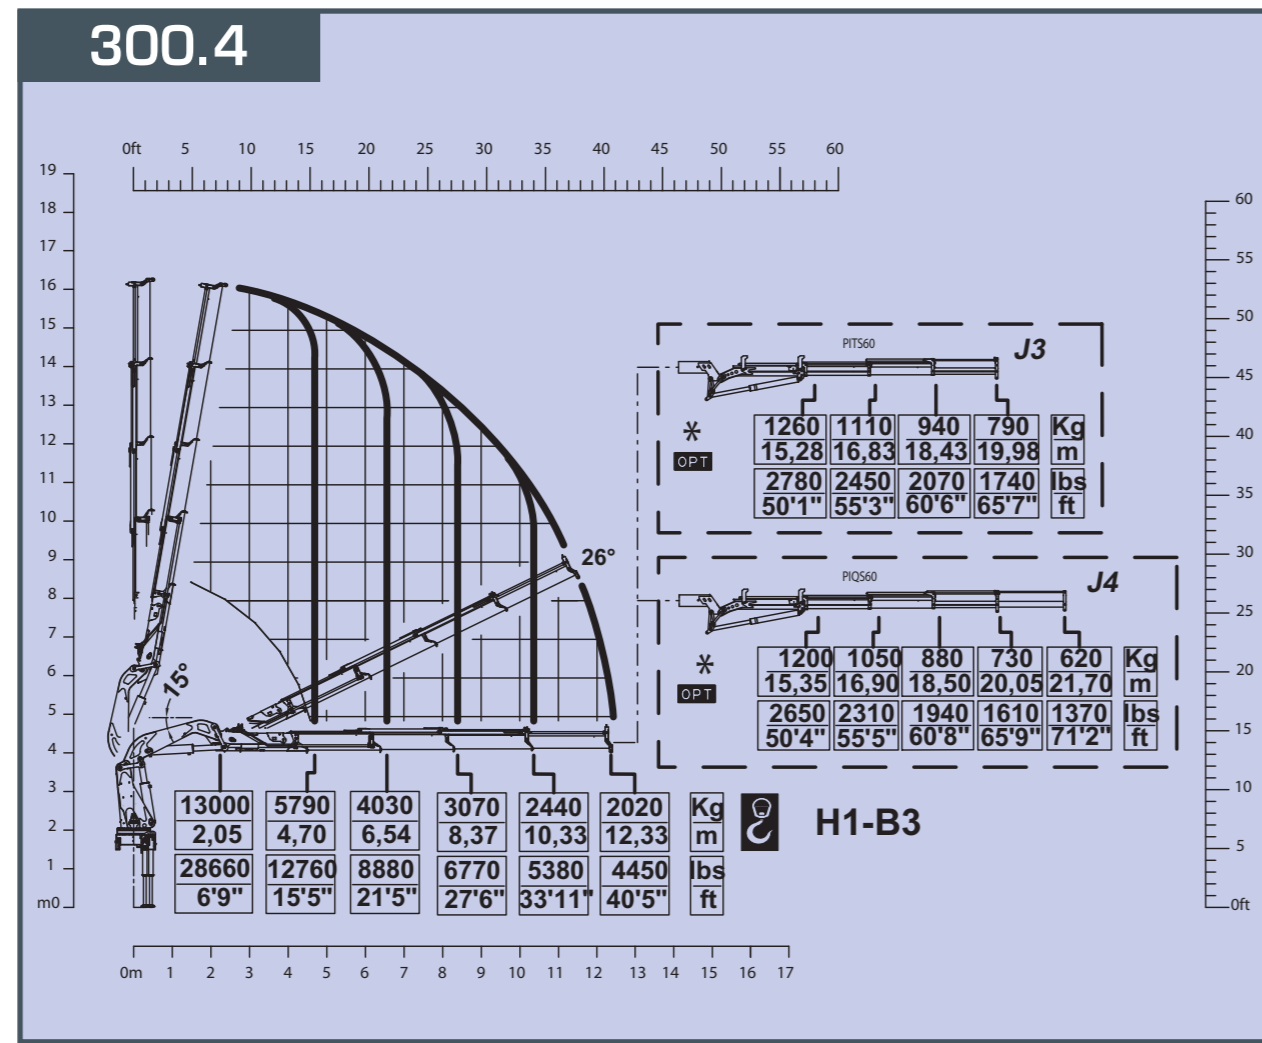 300.4
0ft 5 10 15 20 25 30 35 40 45 50 55 60
19
18
17
16
15
14
13
12
11
10
9
8
7
6
5
4
3
2
1
m0
60
55
50
45
40
35
30
25
20
15
10
5
0ft
15°
26°
PITS60
J3
*
OPT
1260 1110 940 790 Kg
15,28 16,83 18,43 19,98 m
2780 2450 2070 1740 lbs
50'1" 55'3" 60'6" 65'7" ft
PIQS60
J4
*
OPT
1200 1050 880 730 620 Kg
15,35 16,90 18,50 20,05 21,70 m
2650 2310 1940 1610 1370 lbs
50'4" 55'5" 60'8" 65'9" 71'2" ft
13000 5790 4030 3070 2440 2020 Kg
2,05 4,70 6,54 8,37 10,33 12,33 m
28660 12760 8880 6770 5380 4450 lbs
6'9" 15'5" 21'5" 27'6" 33'11" 40'5" ft
H1-B3
0m 1 2 3 4 5 6 7 8 9 10 11 12 13 14 15 16 17